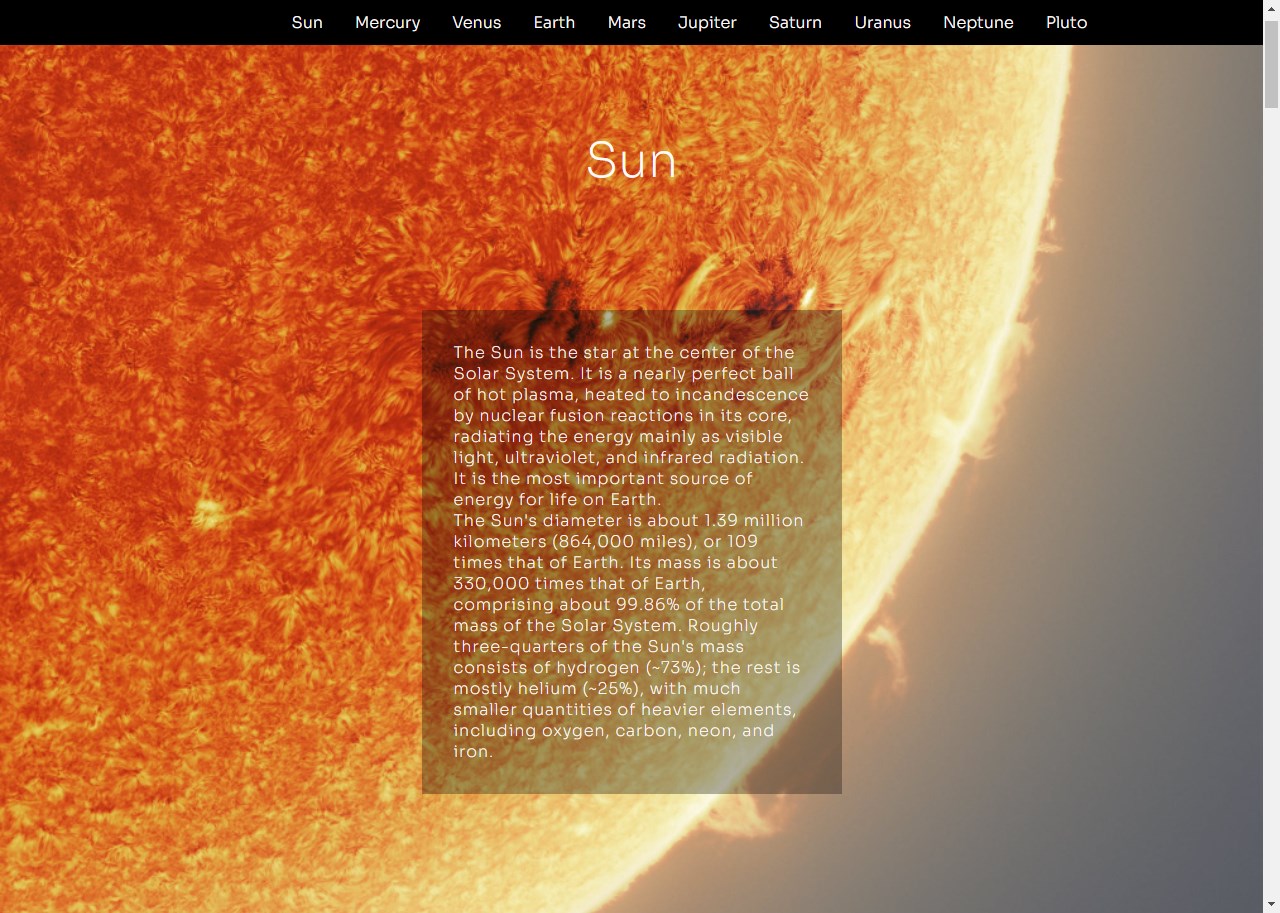 Sun Mercury Venus Earth Mars Jupiter Saturn Uranus Neptune Pluto
Sun
The Sun is the star at the center of the
Solar System. It is a nearly perfect ball
of hot plasma, heated to incandescence
by nuclear fusion reactions in its core,
radiating the energy mainly as visible
light, ultraviolet, and infrared radiation.
It is the most important source of
energy for life on Earth.
The Sun's diameter is about 1.39 million
kilometers (864,000 miles), or 109
times that of Earth. Its mass is about
330,000 times that of Earth,
comprising about 99.86% of the total
mass of the Solar System. Roughly
three-quarters of the Sun's mass
consists of hydrogen (~73%); the rest is
mostly helium (~25%), with much
smaller quantities of heavier elements,
including oxygen, carbon, neon, and
iron.